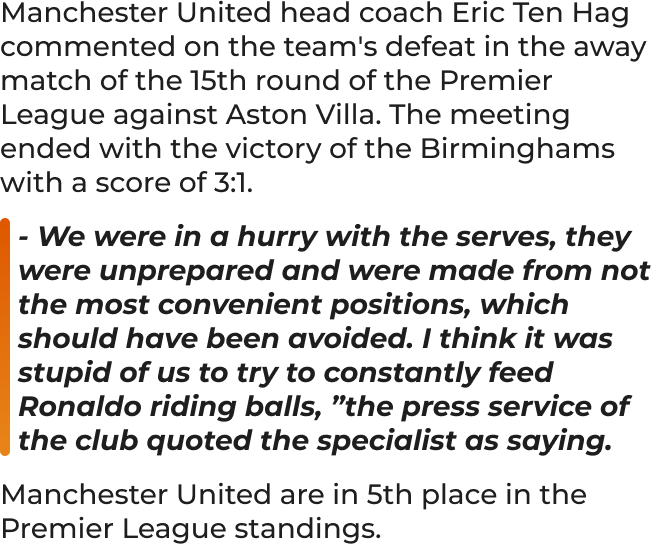 Manchester United head coach Eric Ten Hag
commented on the team's defeat in the away
match of the 15th round of the Premier
League against Aston Villa. The meeting
ended with the victory of the Birminghams
with a score of 3:1.
- We were in a hurry with the serves, they
were unprepared and were made from not
the most convenient positions, which
should have been avoided. I think it was
stupid of us to try to constantly feed
Ronaldo riding balls, ”the press service of
the club quoted the specialist as saying.
Manchester United are in 5th place in the
Premier League standings.